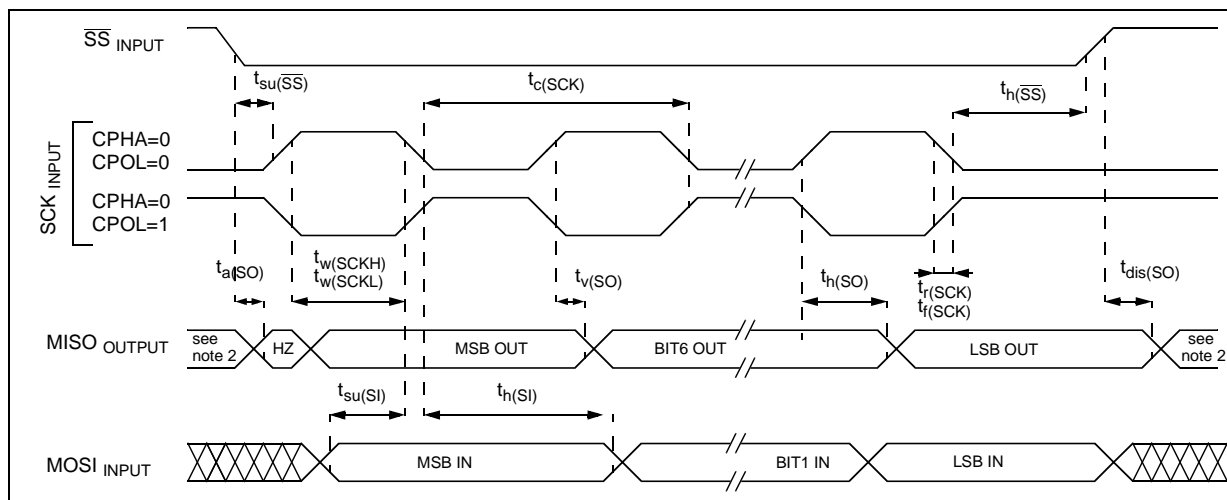 SS INPUT
tsu(SS)
tc(SCK)
th(SS)
SCK INPUT
CPHA=0
CPOL=0
CPHA=0
CPOL=1
ta(SO)
tw(SCKH)
tw(SCKL)
tv(SO)
th(SO)
tr(SCK)
tf(SCK)
tdis(SO)
MISO OUTPUT
see note 2
HZ
MSB OUT
BIT6 OUT
LSB OUT
see note 2
tsu(SI)
th(SI)
MOSI INPUT
MSB IN
BIT1 IN
LSB IN